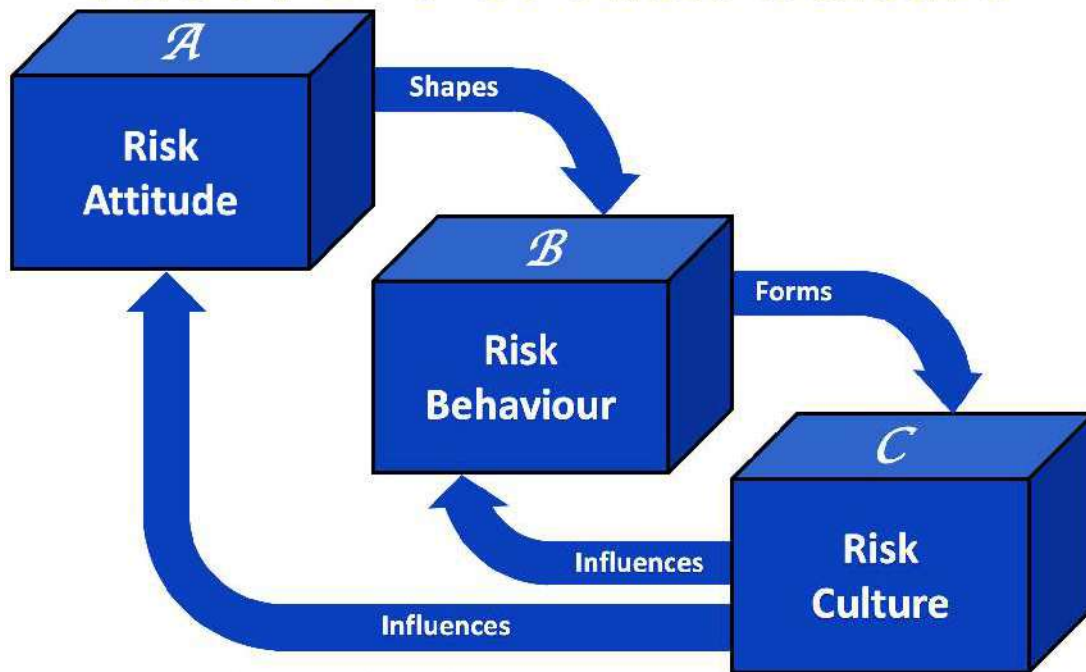 A
Risk
Attitude
Shapes
B
Risk
Behaviour
Forms
C
Risk
Culture
Influences
Influences